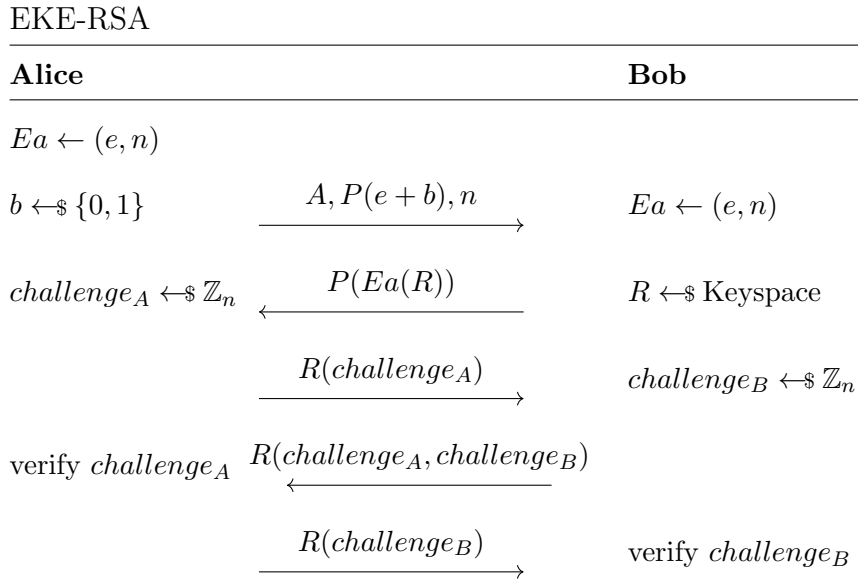 EKE-RSA
Alice Bob
Ea ← (e, n)
b ←$ {0, 1} A, P(e + b), n Ea ← (e, n)
challenge_A ←$ ℤ_n P(Ea(R)) R ←$ Keyspace
R(challenge_A) challenge_B ←$ ℤ_n
verify challenge_A R(challenge_A, challenge_B)
R(challenge_B) verify challenge_B